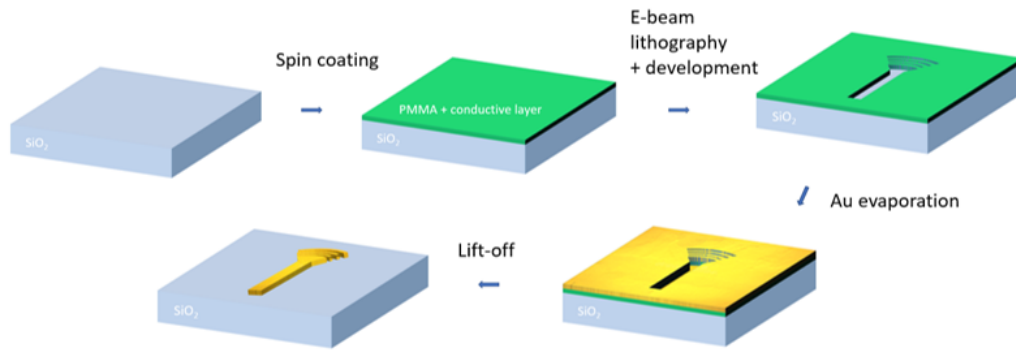 Spin coating
E-beam
lithography
+ development
SiO₂
PMMA + conductive layer
SiO₂
SiO₂
Au evaporation
Lift-off
SiO₂
SiO₂